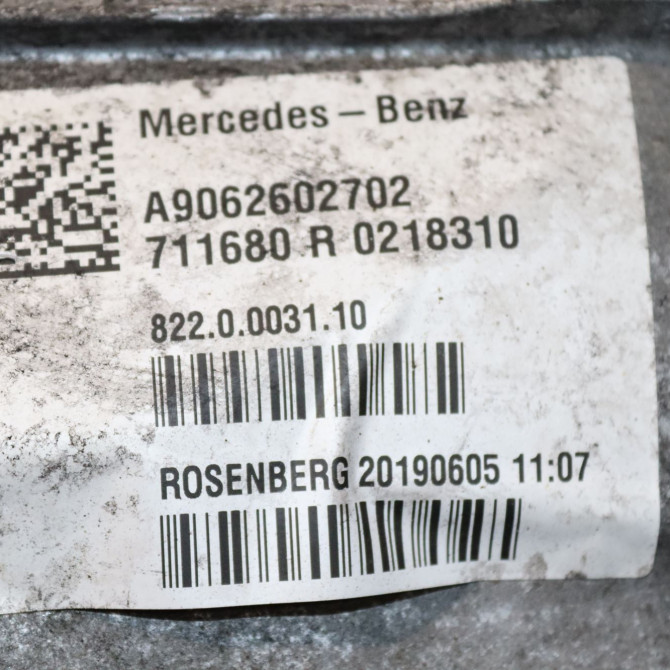 Mercedes – Benz
A9062602702
711680 R 0218310
822.0.0031.10
ROSENBERG 20190605 11:07